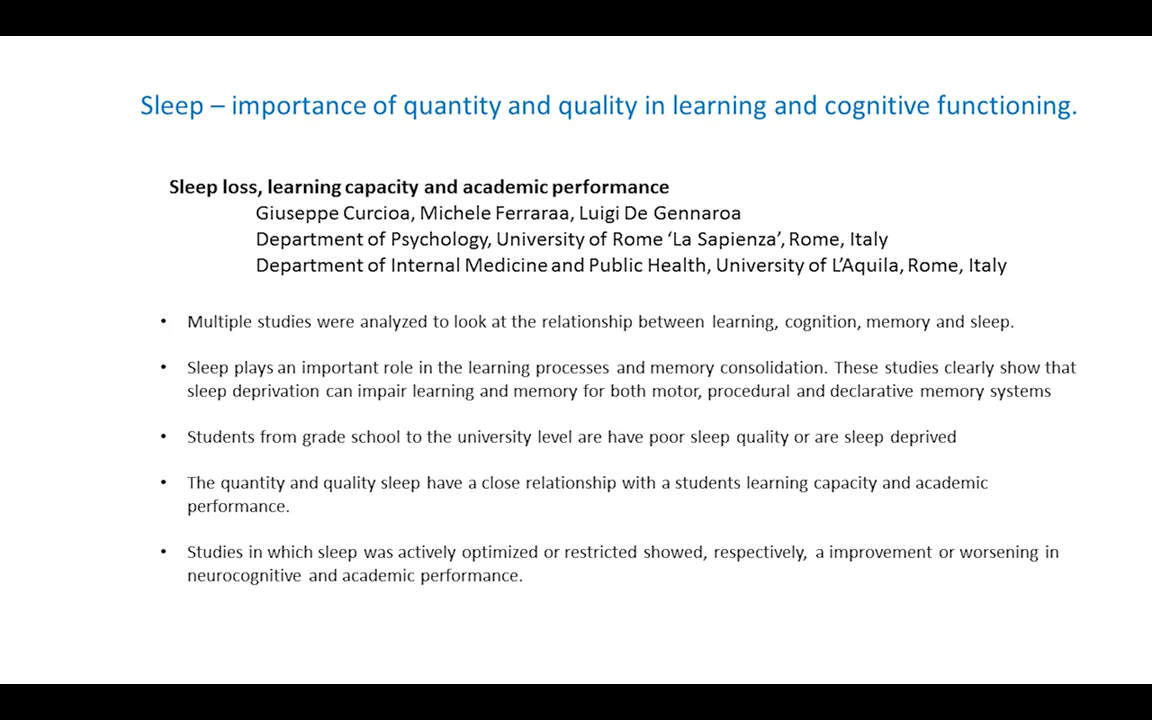 Sleep – importance of quantity and quality in learning and cognitive functioning.
Sleep loss, learning capacity and academic performance
Giuseppe Curcioa, Michele Ferraraa, Luigi De Gennaroa
Department of Psychology, University of Rome ‘La Sapienza’, Rome, Italy
Department of Internal Medicine and Public Health, University of L’Aquila, Rome, Italy
• Multiple studies were analyzed to look at the relationship between learning, cognition, memory and sleep.
• Sleep plays an important role in the learning processes and memory consolidation. These studies clearly show that
sleep deprivation can impair learning and memory for both motor, procedural and declarative memory systems
• Students from grade school to the university level are have poor sleep quality or are sleep deprived
• The quantity and quality sleep have a close relationship with a students learning capacity and academic
performance.
• Studies in which sleep was actively optimized or restricted showed, respectively, a improvement or worsening in
neurocognitive and academic performance.